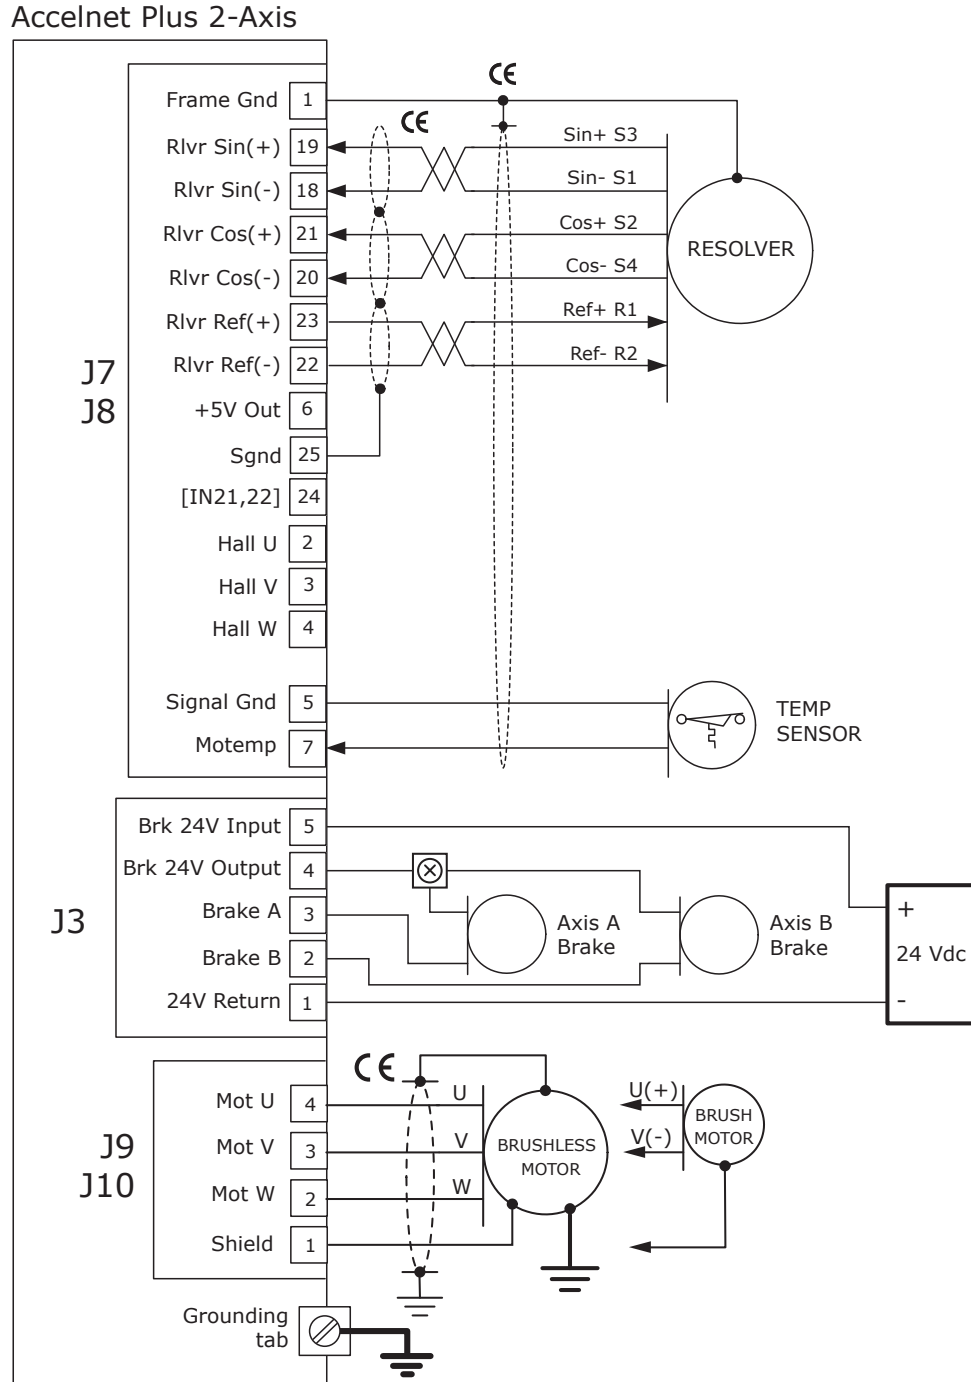 Accelnet Plus 2-Axis
CE
Frame Gnd 1
CE
Rlvr Sin(+) 19 Sin+ S3
Rlvr Sin(-) 18 Sin- S1
Rlvr Cos(+) 21 Cos+ S2
RESOLVER
Rlvr Cos(-) 20 Cos- S4
Rlvr Ref(+) 23 Ref+ R1
Rlvr Ref(-) 22 Ref- R2
J7
J8
+5V Out 6
Sgnd 25
[IN21,22] 24
Hall U 2
Hall V 3
Hall W 4
Signal Gnd 5
Motemp 7
TEMP
SENSOR
Brk 24V Input 5
Brk 24V Output 4
Brake A 3
J3
Brake B 2
24V Return 1
Axis A
Brake
Axis B
Brake
+
24 Vdc
-
CE
Mot U 4 U
Mot V 3 V
Mot W 2 W
Shield 1
J9
J10
BRUSHLESS
MOTOR
U(+)
V(-)
BRUSH
MOTOR
Grounding
tab